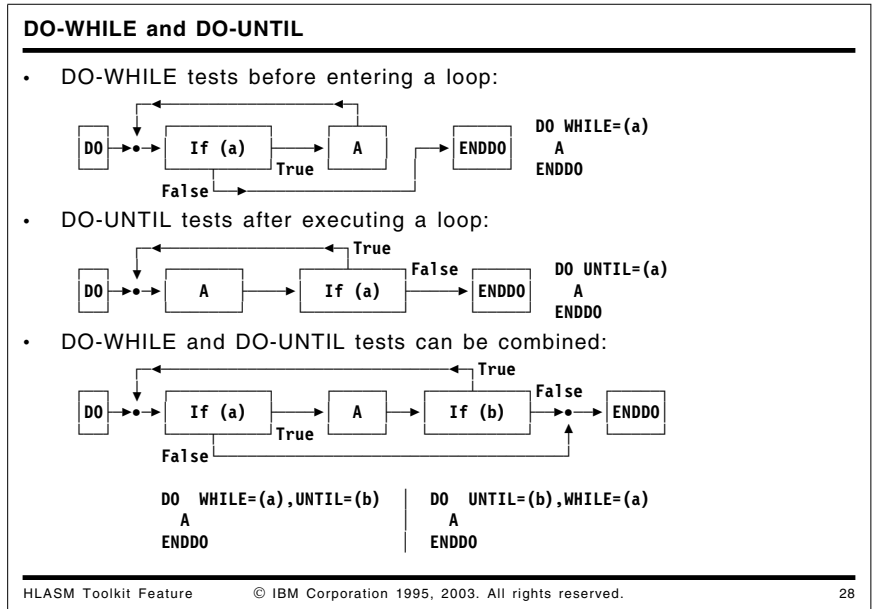 DO-WHILE and DO-UNTIL
• DO-WHILE tests before entering a loop:
DO If (a) A ENDDO
True
False
DO WHILE=(a)
A
ENDDO
• DO-UNTIL tests after executing a loop:
True
DO A If (a) False ENDDO
DO UNTIL=(a)
A
ENDDO
• DO-WHILE and DO-UNTIL tests can be combined:
True
False
DO If (a) A If (b) ENDDO
True
False
DO WHILE=(a),UNTIL=(b)
A
ENDDO
DO UNTIL=(b),WHILE=(a)
A
ENDDO
HLASM Toolkit Feature © IBM Corporation 1995, 2003. All rights reserved. 28